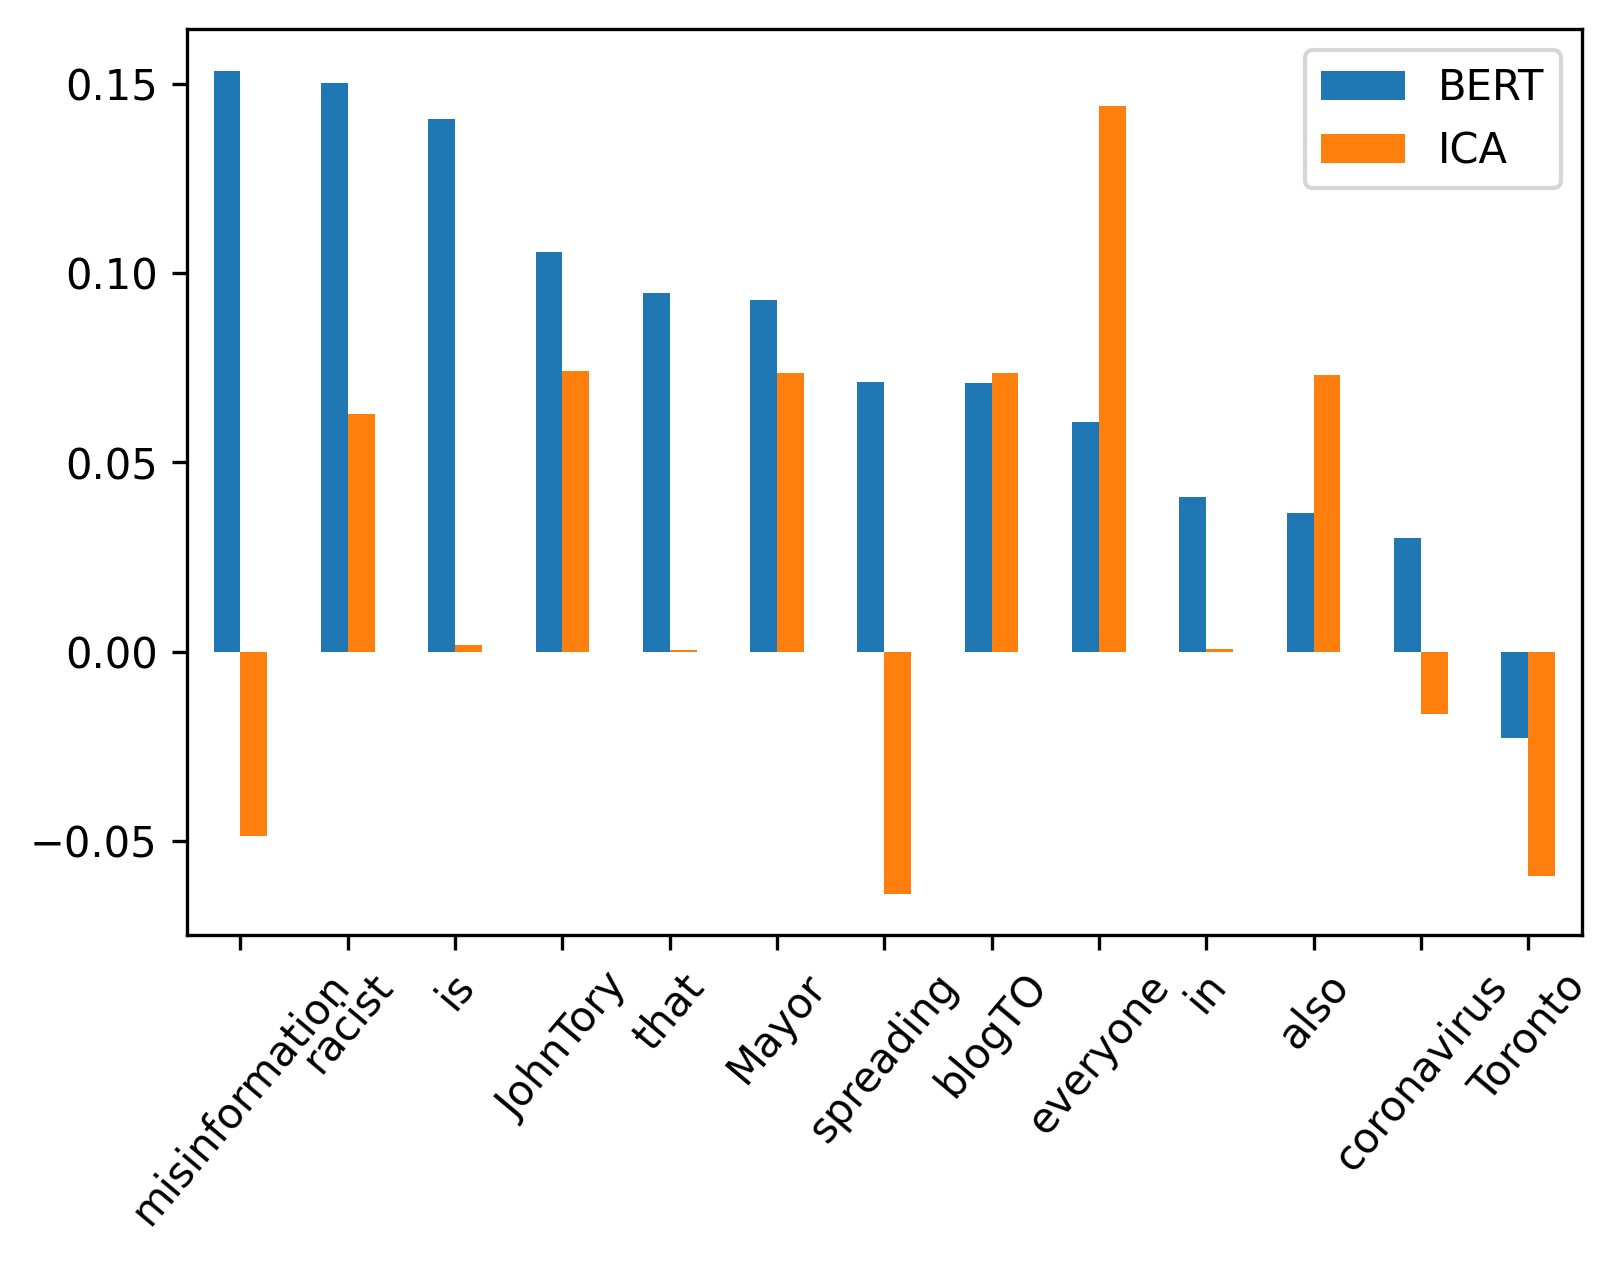 BERT
ICA
0.15
0.10
0.05
0.00
−0.05
misinformation
racist
is
JohnTory
that
Mayor
spreading
blogTO
everyone
in
also
coronavirus
Toronto